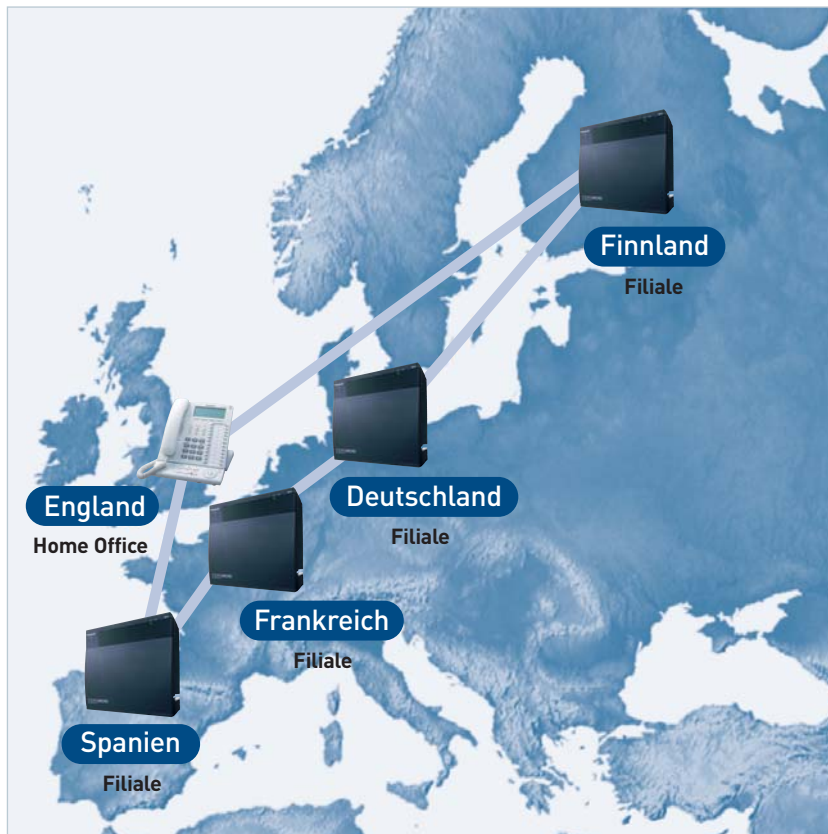 Finnland
Filiale
Deutschland
Filiale
England
Home Office
Frankreich
Filiale
Spanien
Filiale